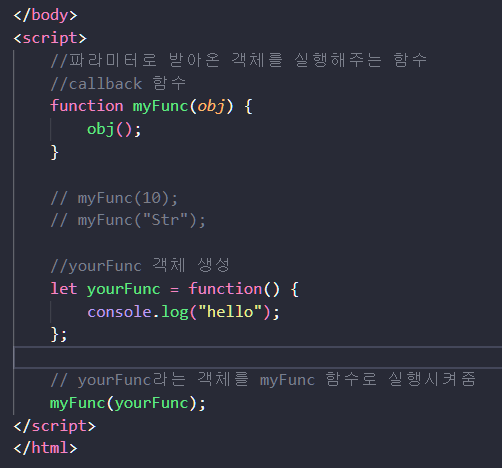 </body>
<script>
//파라미터로 받아온 객체를 실행해주는 함수
//callback 함수
function myFunc(obj) {
obj();
}
// myFunc(10);
// myFunc("Str");
//yourFunc 객체 생성
let yourFunc = function() {
console.log("hello");
};
// yourFunc라는 객체를 myFunc 함수로 실행시켜줌
myFunc(yourFunc);
</script>
</html>